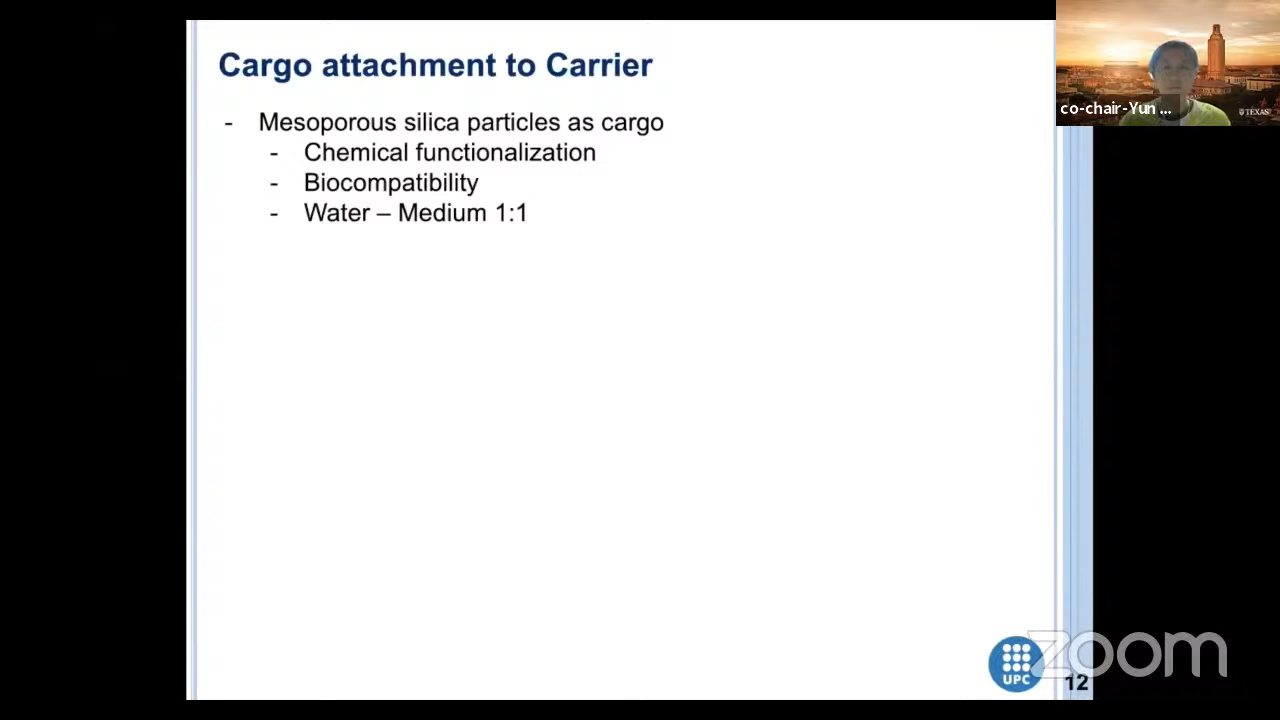 Cargo attachment to Carrier
- Mesoporous silica particles as cargo
- Chemical functionalization
- Biocompatibility
- Water – Medium 1:1
co-chair-Yun ...
TEXAS
UPC
zoom
12